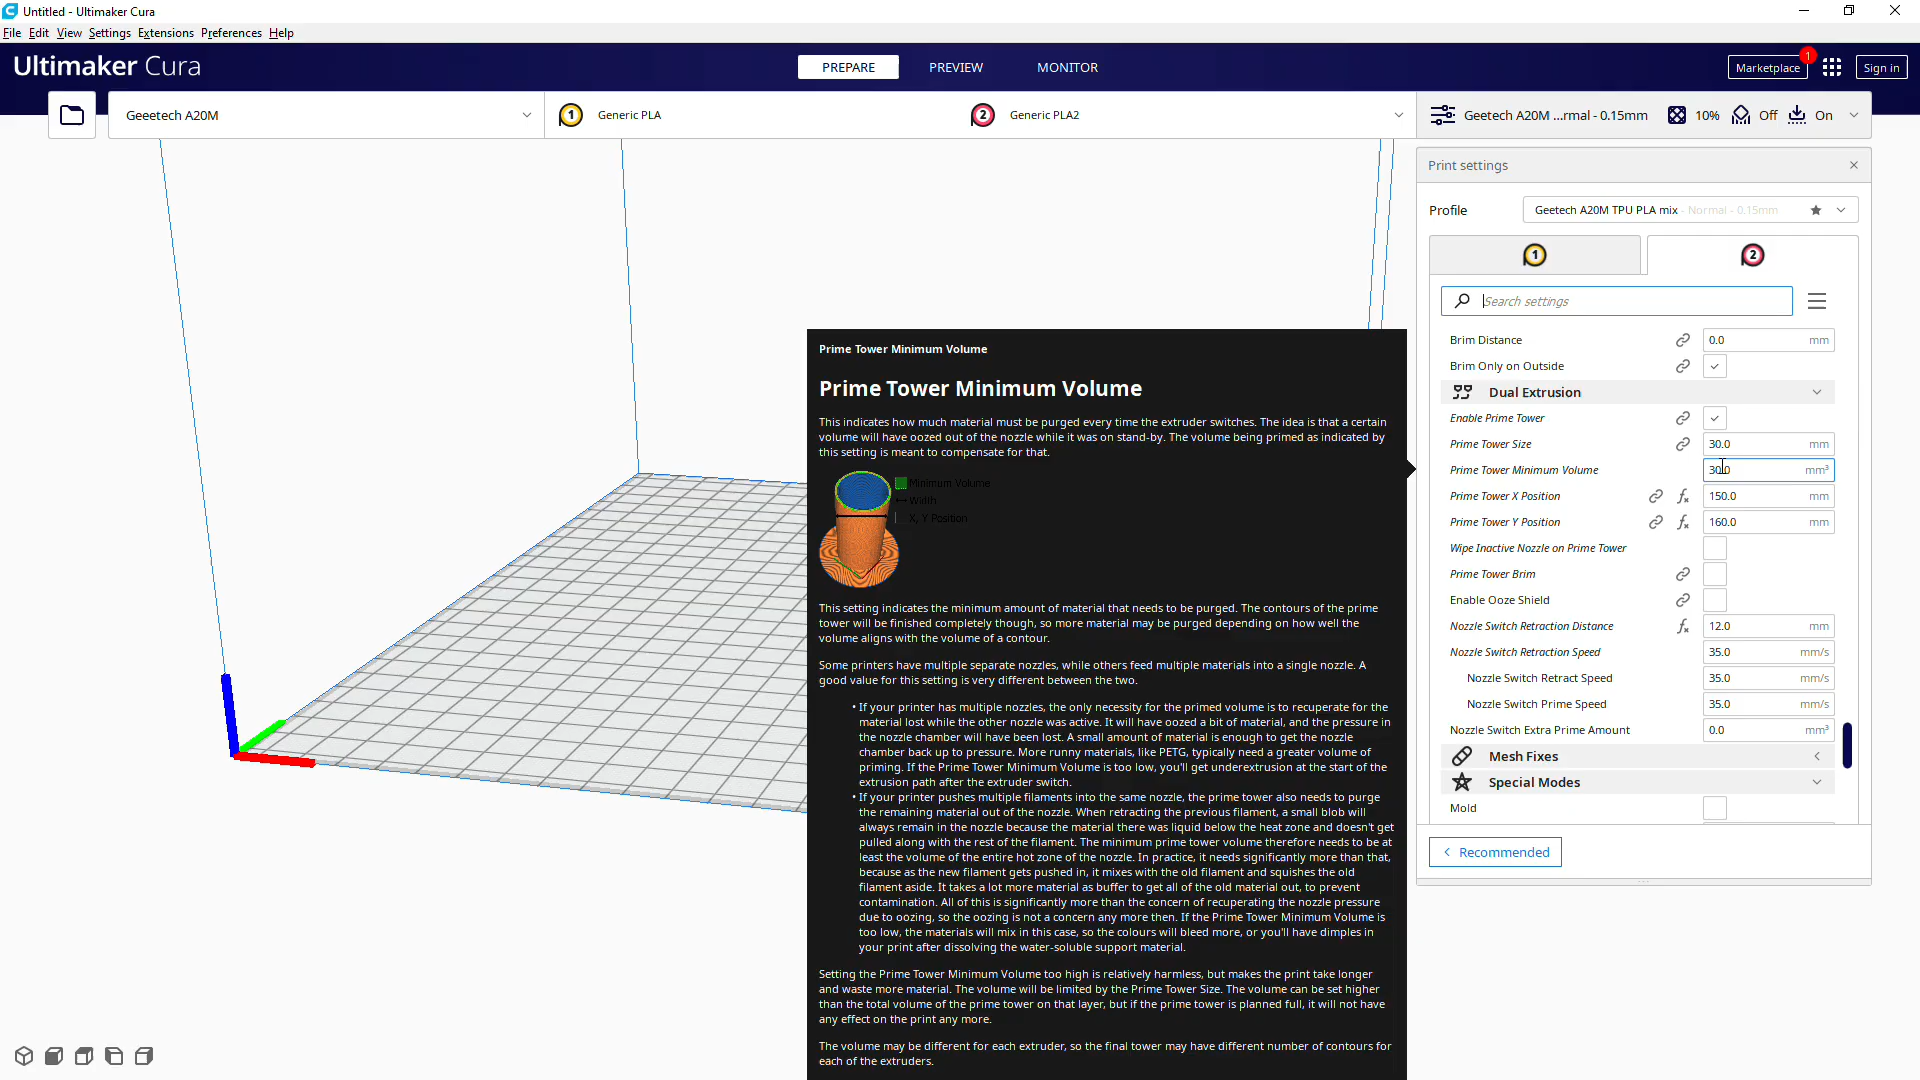 Untitled - Ultimaker Cura
File Edit View Settings Extensions Preferences Help
Ultimaker Cura
PREPARE PREVIEW MONITOR
Marketplace 1 Sign in
Geeetech A20M
1 Generic PLA
2 Generic PLA2
Geetech A20M ...rmal - 0.15mm 10% Off On
Print settings
Profile Geetech A20M TPU PLA mix - Normal - 0.15mm
1 2
Search settings
Brim Distance 0.0 mm
Brim Only on Outside
Dual Extrusion
Enable Prime Tower
Prime Tower Size 30.0 mm
Prime Tower Minimum Volume 30.0 mm³
Prime Tower X Position 150.0 mm
Prime Tower Y Position 160.0 mm
Wipe Inactive Nozzle on Prime Tower
Prime Tower Brim
Enable Ooze Shield
Nozzle Switch Retraction Distance 12.0 mm
Nozzle Switch Retraction Speed 35.0 mm/s
Nozzle Switch Retract Speed 35.0 mm/s
Nozzle Switch Prime Speed 35.0 mm/s
Nozzle Switch Extra Prime Amount 0.0 mm³
Mesh Fixes
Special Modes
Mold
Recommended
Prime Tower Minimum Volume
Prime Tower Minimum Volume
This indicates how much material must be purged every time the extruder switches. The idea is that a certain
volume will have oozed out of the nozzle while it was on stand-by. The volume being primed as indicated by
this setting is meant to compensate for that.
Minimum Volume
Width
X, Y Position
This setting indicates the minimum amount of material that needs to be purged. The contours of the prime
tower will be finished completely though, so more material may be purged depending on how well the
volume aligns with the volume of a contour.
Some printers have multiple separate nozzles, while others feed multiple materials into a single nozzle. A
good value for this setting is very different between the two.
• If your printer has multiple nozzles, the only necessity for the primed volume is to recuperate for the
material lost while the other nozzle was active. It will have oozed a bit of material, and the pressure in
the nozzle chamber will have been lost. A small amount of material is enough to get the nozzle
chamber back up to pressure. More runny materials, like PETG, typically need a greater volume of
priming. If the Prime Tower Minimum Volume is too low, you'll get underextrusion at the start of the
extrusion path after the extruder switch.
• If your printer pushes multiple filaments into the same nozzle, the prime tower also needs to purge
the remaining material out of the nozzle. When retracting the previous filament, a small blob will
always remain in the nozzle because the material there was liquid below the heat zone and doesn't get
pulled along with the rest of the filament. The minimum prime tower volume therefore needs to be at
least the volume of the entire hot zone of the nozzle. In practice, it needs significantly more than that,
because as the new filament gets pushed in, it mixes with the old filament and squishes the old
filament aside. It takes a lot more material as buffer to get all of the old material out, to prevent
contamination. All of this is significantly more than the concern of recuperating the nozzle pressure
due to oozing, so the oozing is not a concern any more then. If the Prime Tower Minimum Volume is
too low, the materials will mix in this case, so the colours will bleed more, or you'll have dimples in
your print after dissolving the water-soluble support material.
Setting the Prime Tower Minimum Volume too high is relatively harmless, but makes the print take longer
and waste more material. The volume will be limited by the Prime Tower Size. The volume can be set higher
than the total volume of the prime tower on that layer, but if the prime tower is planned full, it will not have
any effect on the print any more.
The volume may be different for each extruder, so the final tower may have different number of contours for
each of the extruders.